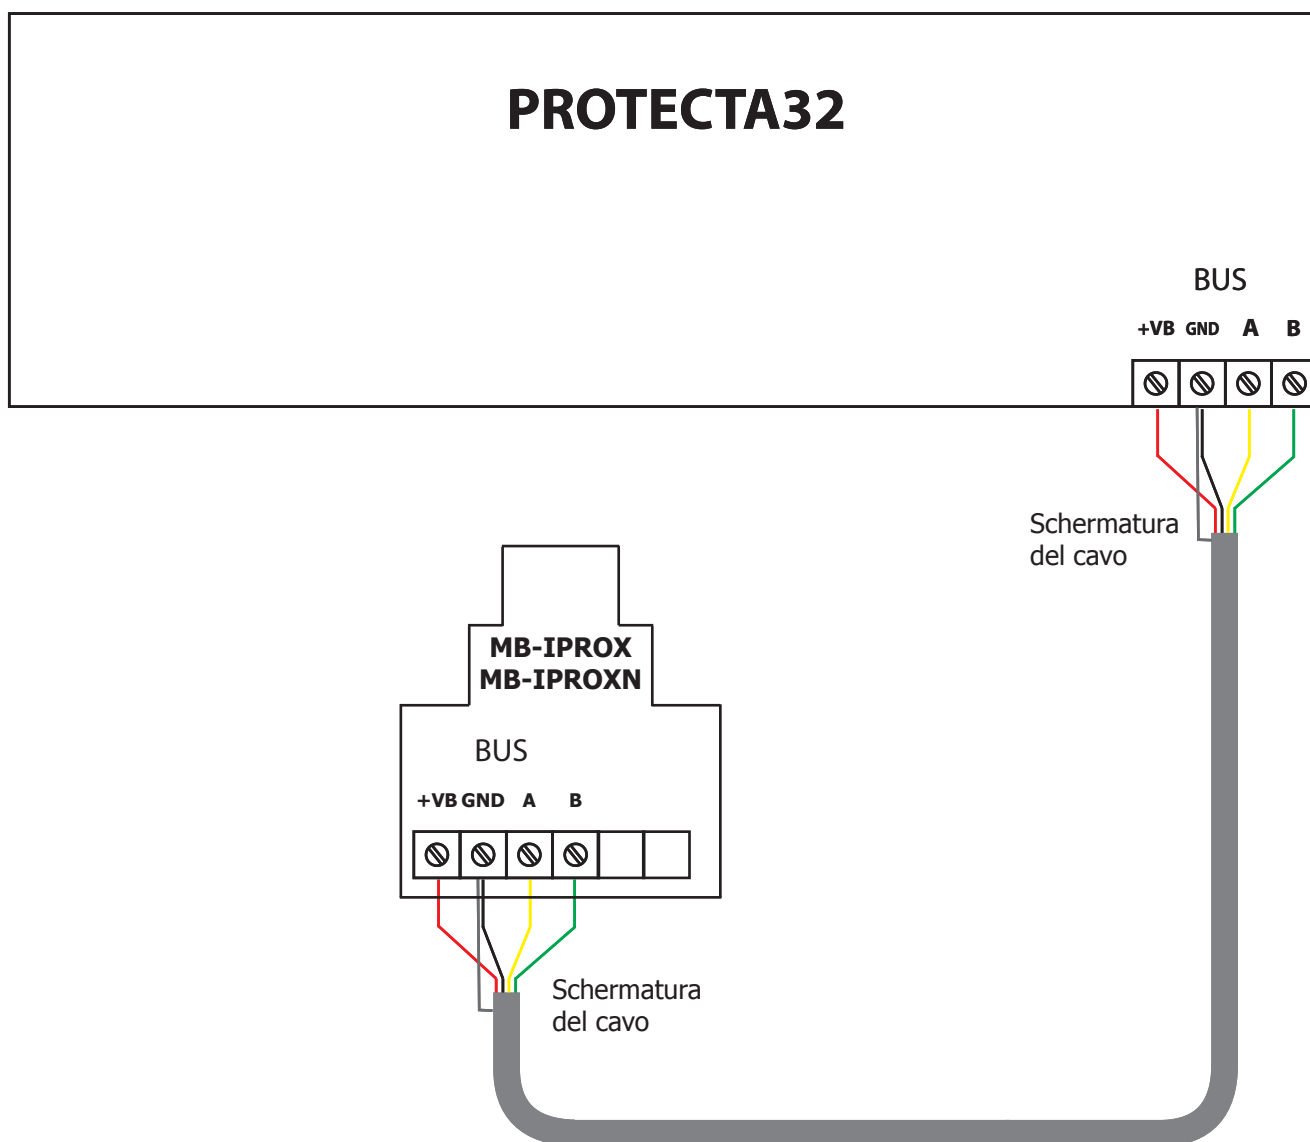 PROTECTA32
BUS
+VB GND A B
Schermatura
del cavo
MB-IPROX
MB-IPROXN
BUS
+VB GND A B
Schermatura
del cavo